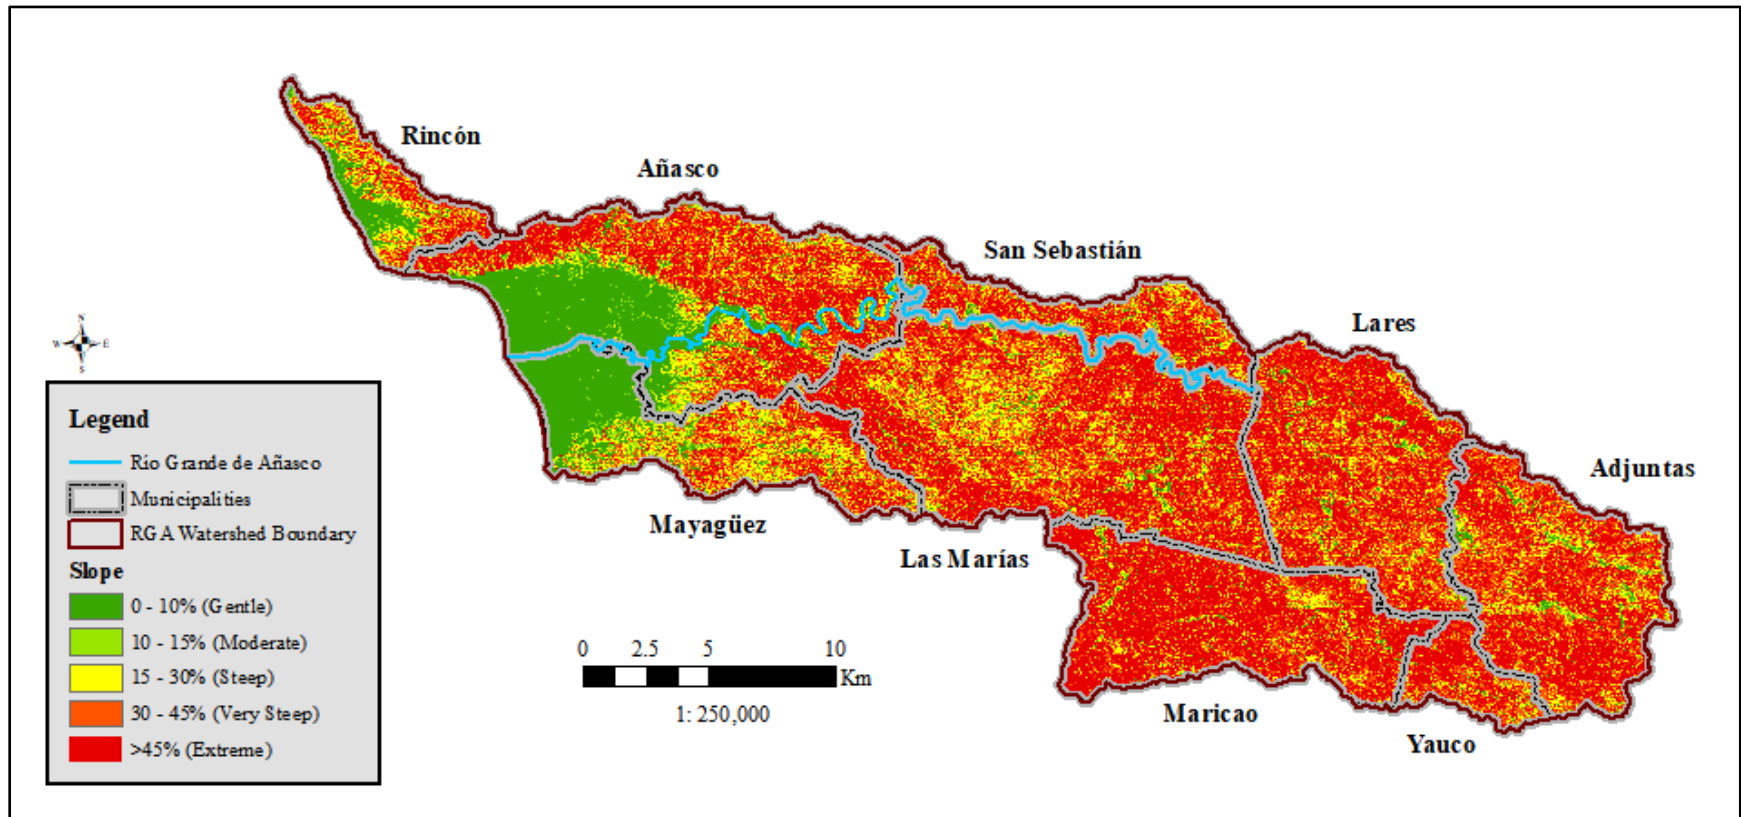 Rincón
Añasco
San Sebastián
Lares
Adjuntas
Mayagüez
Las Marías
Maricao
Yauco
N
W E
S
Legend
Rio Grande de Añasco
Municipalities
RGA Watershed Boundary
Slope
0 - 10% (Gentle)
10 - 15% (Moderate)
15 - 30% (Steep)
30 - 45% (Very Steep)
>45% (Extreme)
0 2.5 5 10
Km
1: 250,000